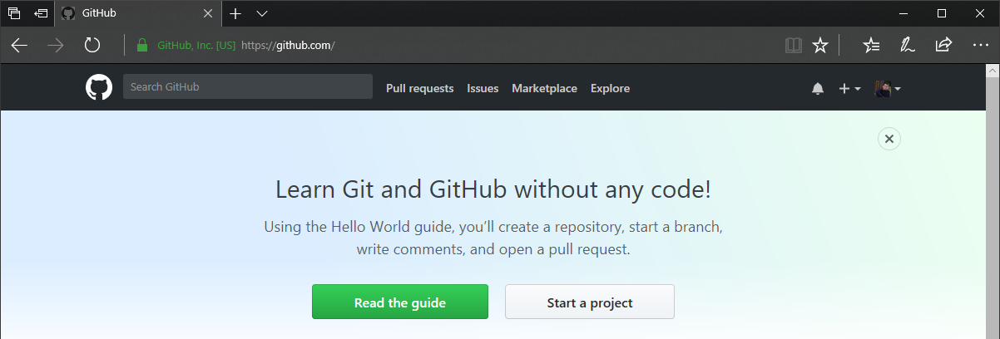 GitHub
GitHub, Inc. [US] https://github.com/
Search GitHub Pull requests Issues Marketplace Explore
Learn Git and GitHub without any code!
Using the Hello World guide, you’ll create a repository, start a branch,
write comments, and open a pull request.
Read the guide Start a project